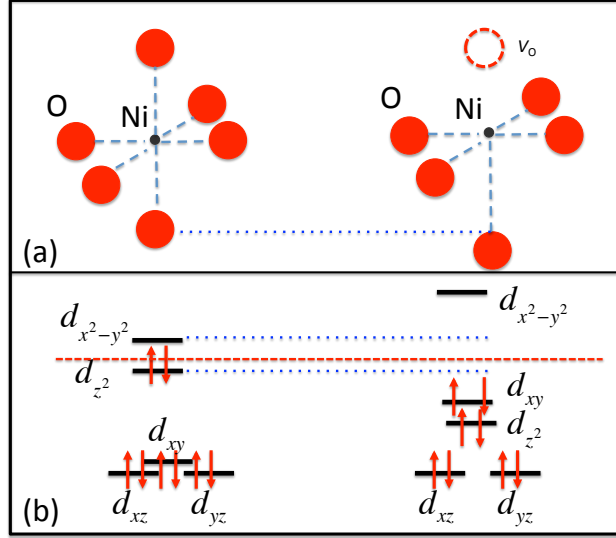 V_O
O Ni O Ni
(a)
d_{x^2-y^2} d_{x^2-y^2}
d_{z^2} d_{xy}
d_{xy} d_{z^2}
d_{xz} d_{yz} d_{xz} d_{yz}
(b)